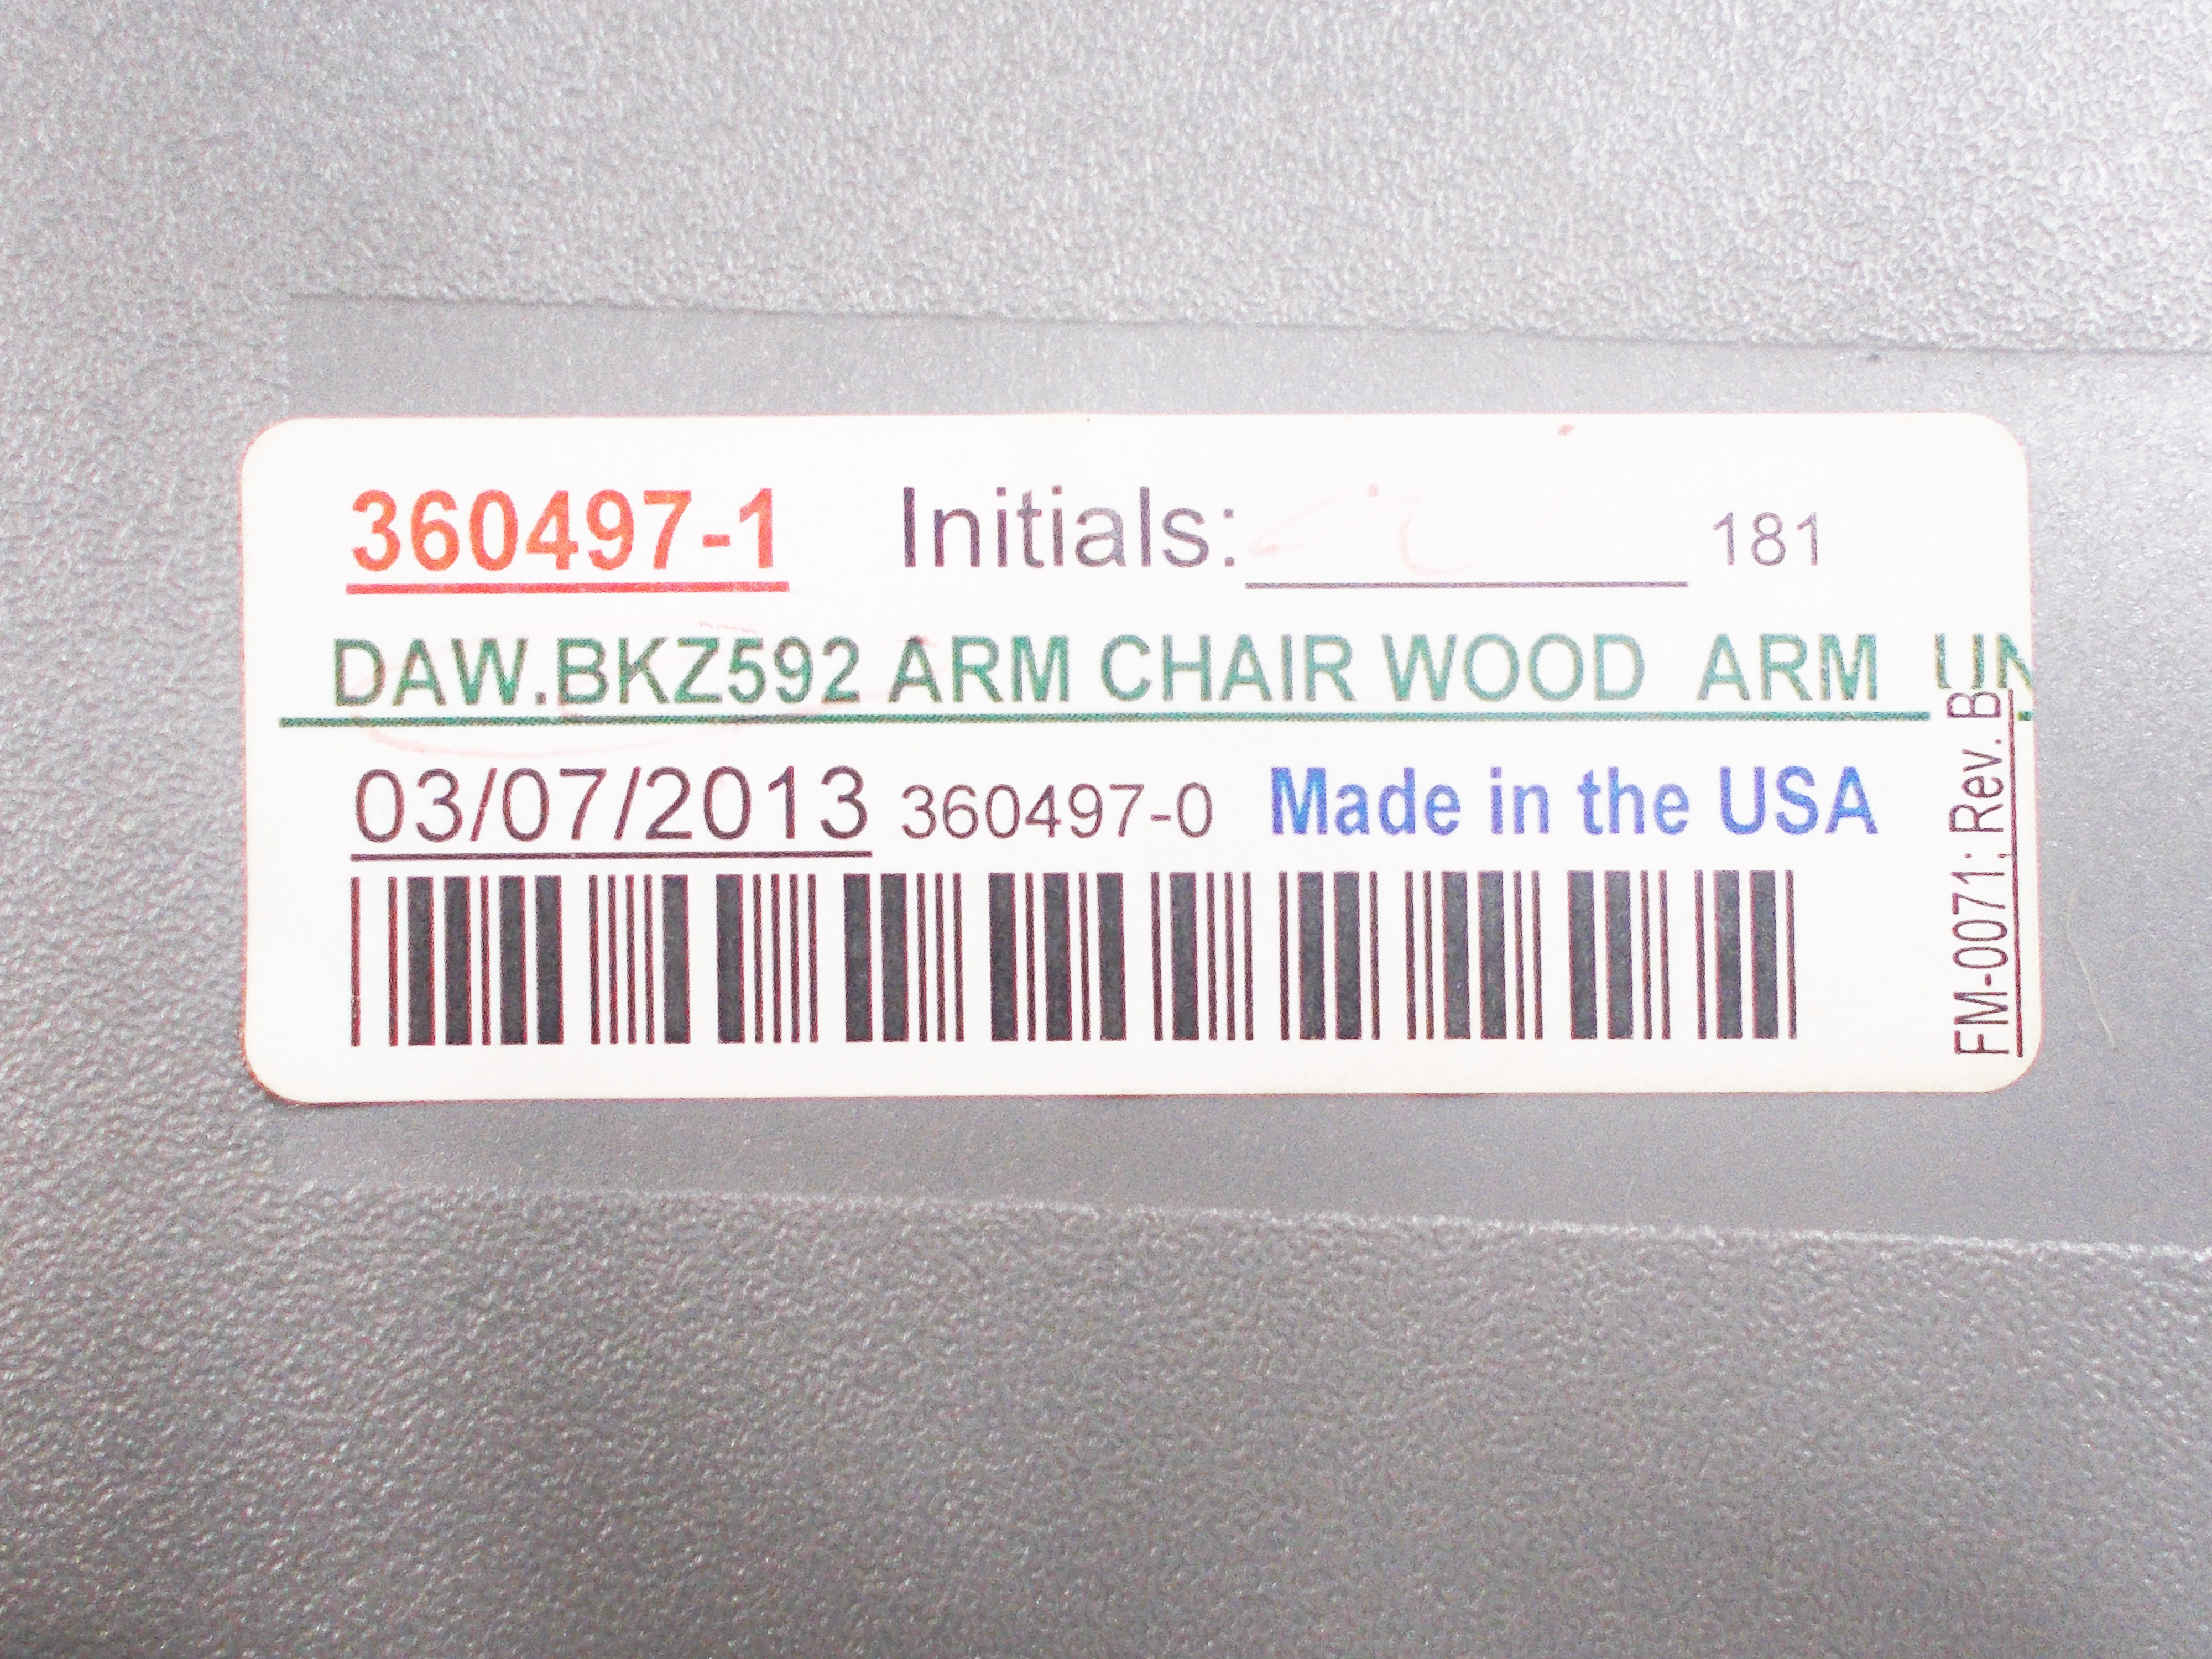 360497-1 Initials: 181
DAW.BKZ592 ARM CHAIR WOOD ARM UN
03/07/2013 360497-0 Made in the USA
FM-0071; Rev. B